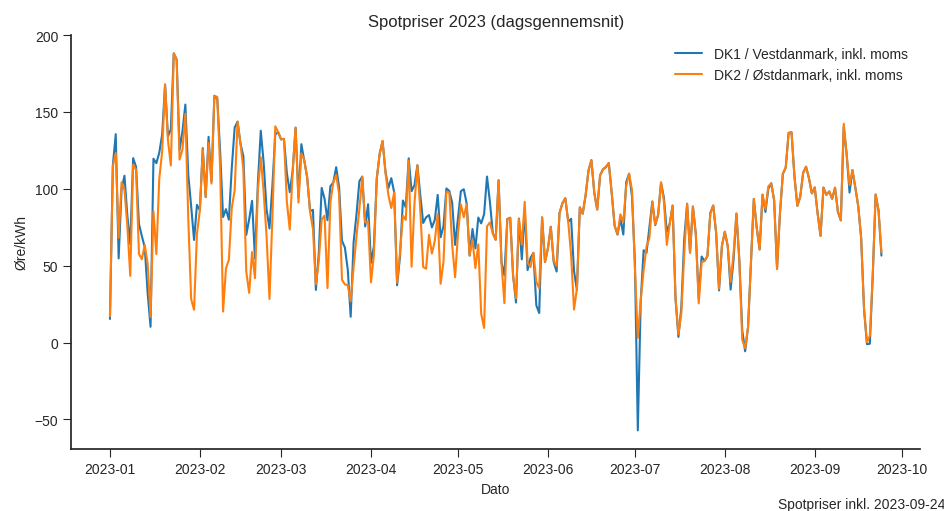 Spotpriser 2023 (dagsgennemsnit)
DK1 / Vestdanmark, inkl. moms
DK2 / Østdanmark, inkl. moms
Øre/kWh
200
150
100
50
0
−50
2023-01 2023-02 2023-03 2023-04 2023-05 2023-06 2023-07 2023-08 2023-09 2023-10
Dato
Spotpriser inkl. 2023-09-24